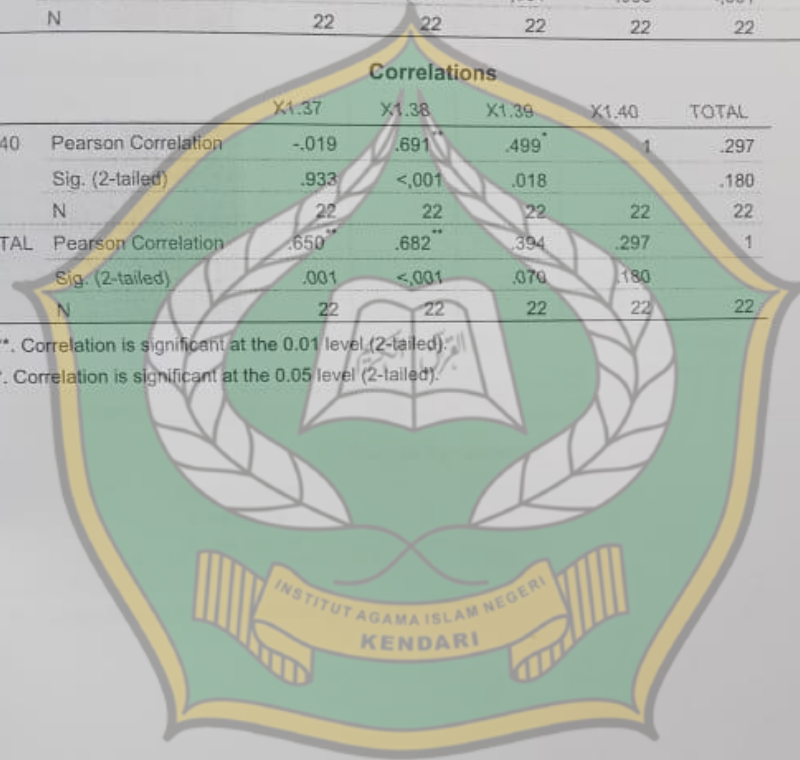 N 22 22 22 22 22
Correlations
X1.37 X1.38 X1.39 X1.40 TOTAL
40 Pearson Correlation -.019 .691** .499* 1 .297
Sig. (2-tailed) .933 <,001 .018 .180
N 22 22 22 22 22
TAL Pearson Correlation .650** .682** .394 .297 1
Sig. (2-tailed) .001 <,001 .070 .180
N 22 22 22 22 22
**. Correlation is significant at the 0.01 level (2-tailed).
*. Correlation is significant at the 0.05 level (2-tailed).
INSTITUT AGAMA ISLAM NEGERI
KENDARI